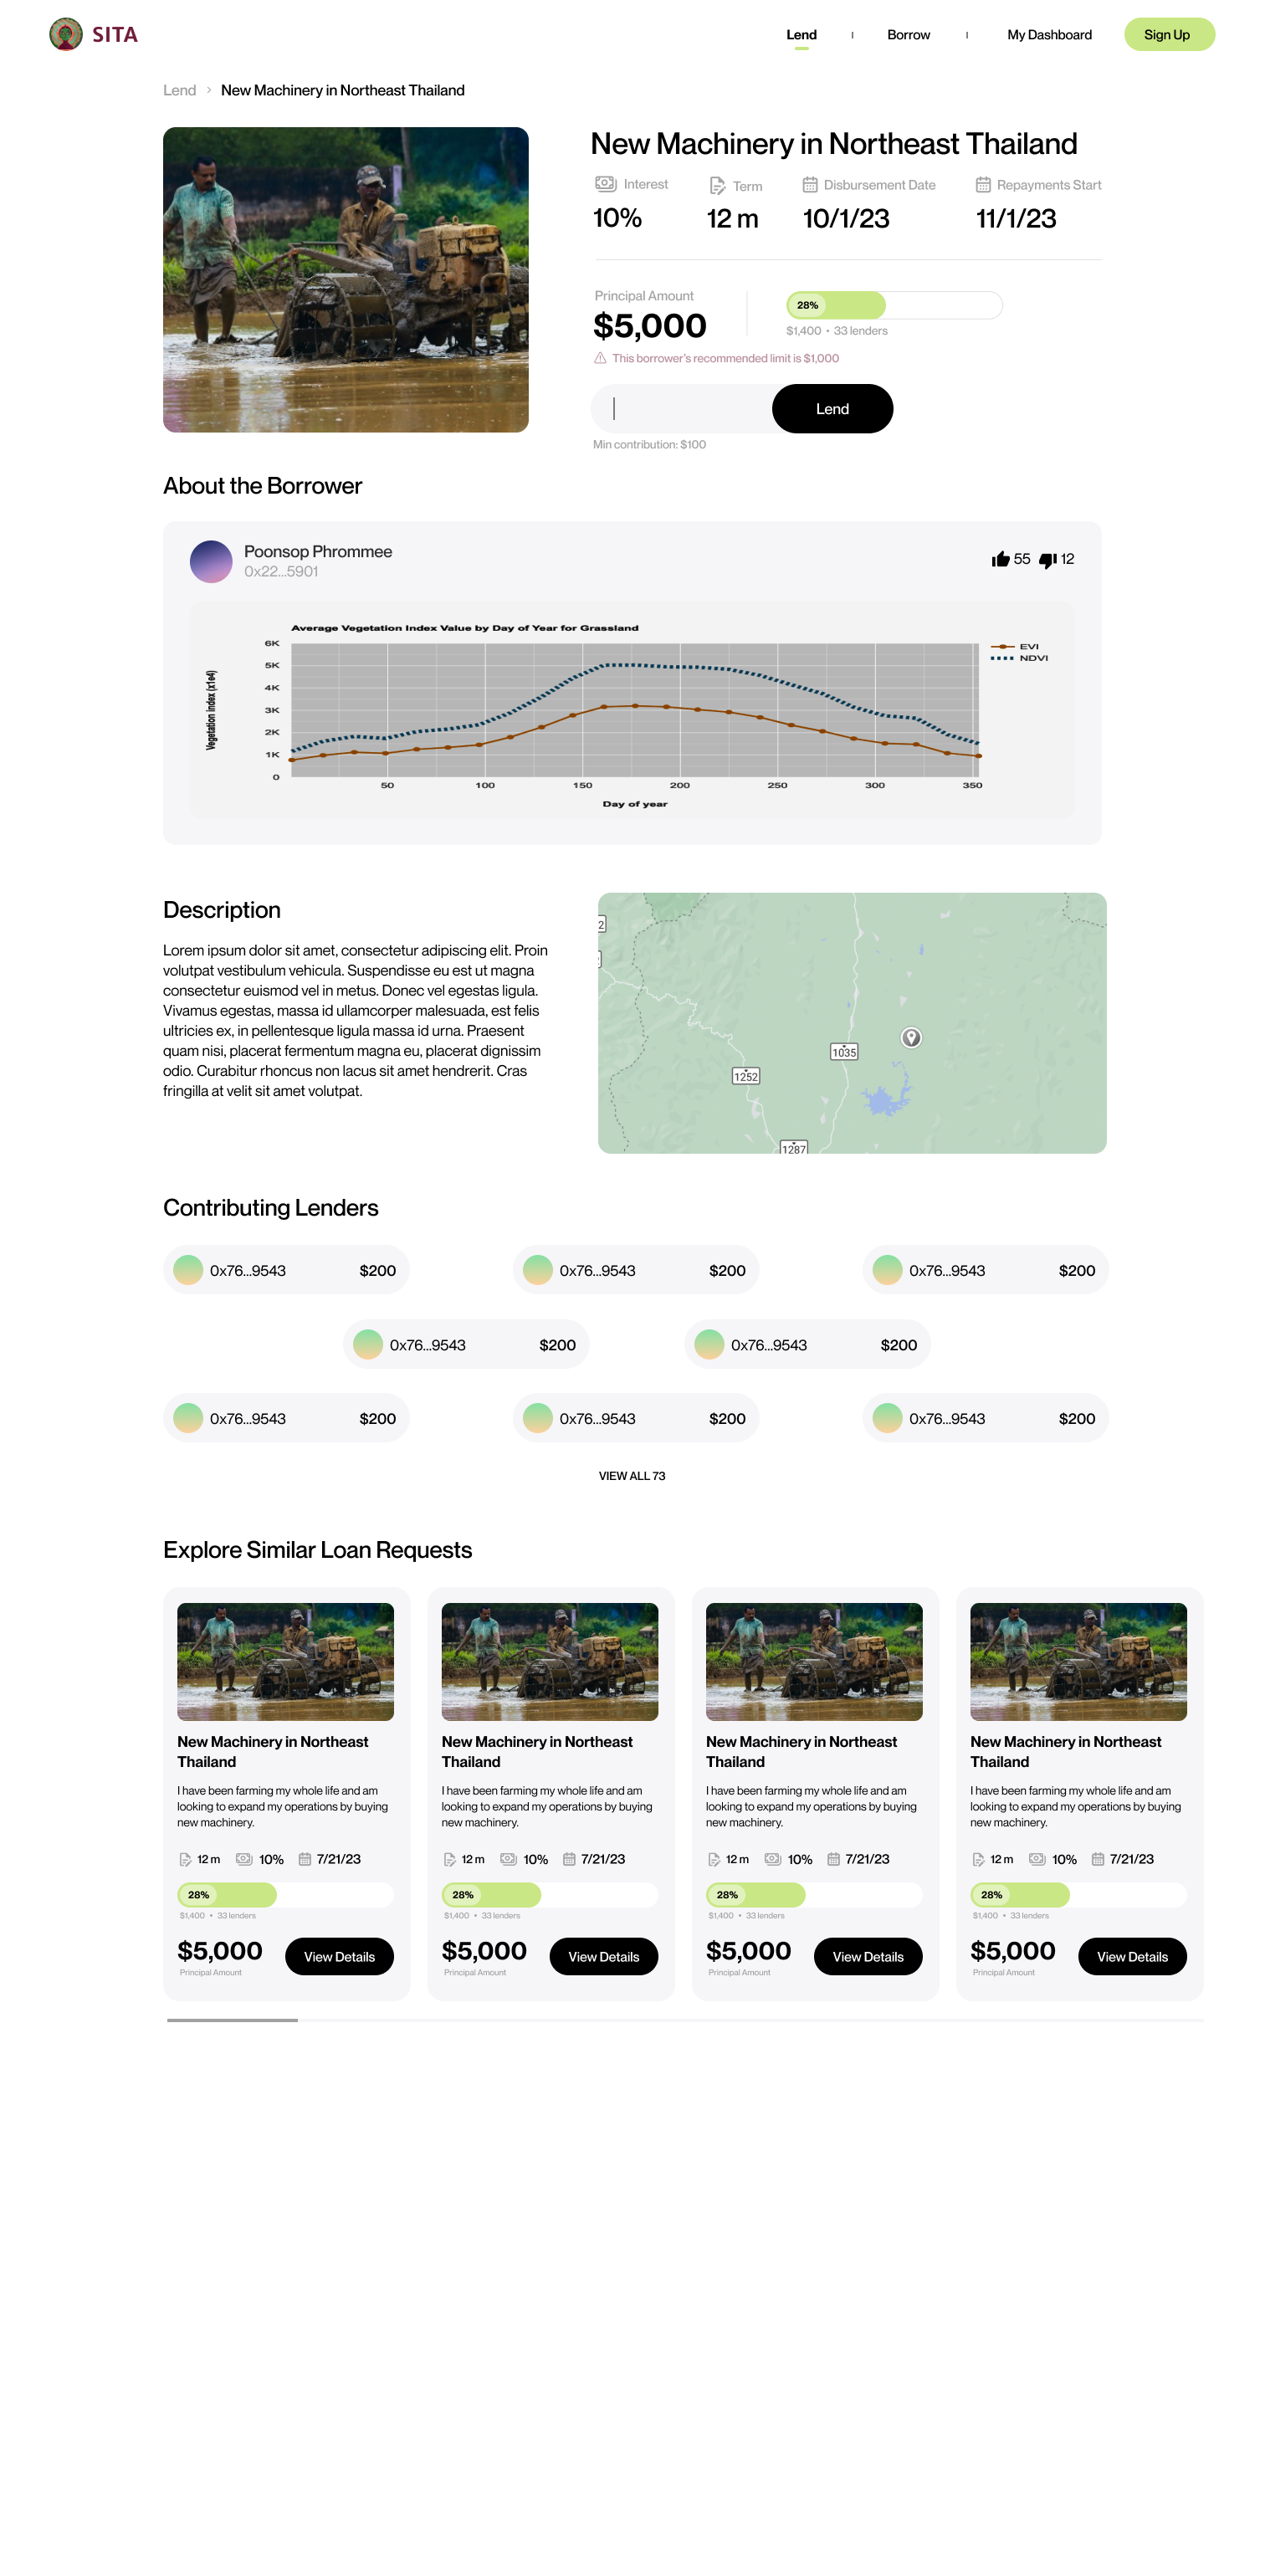 SITA
Lend
Borrow
My Dashboard
Sign Up
Lend > New Machinery in Northeast Thailand
New Machinery in Northeast Thailand
Interest
Term
Disbursement Date
Repayments Start
10%
12 m
10/1/23
11/1/23
Principal Amount
$5,000
28%
$1,400 • 33 lenders
This borrower's recommended limit is $1,000
Lend
Min contribution: $100
About the Borrower
Poonsop Phrommee
0x22...5901
55
12
Average Vegetation Index Value by Day of Year for Grassland
Vegetation index (x1e4)
6K
5K
4K
3K
2K
1K
0
50
100
150
200
250
300
350
Day of year
EVI
NDVI
Description
Lorem ipsum dolor sit amet, consectetur adipiscing elit. Proin
volutpat vestibulum vehicula. Suspendisse eu est ut magna
consectetur euismod vel in metus. Donec vel egestas ligula.
Vivamus egestas, massa id ullamcorper malesuada, est felis
ultricies ex, in pellentesque ligula massa id urna. Praesent
quam nisi, placerat fermentum magna eu, placerat dignissim
odio. Curabitur rhoncus non lacus sit amet hendrerit. Cras
fringilla at velit sit amet volutpat.
2
1035
1252
1287
Contributing Lenders
0x76...9543 $200
0x76...9543 $200
0x76...9543 $200
0x76...9543 $200
0x76...9543 $200
0x76...9543 $200
0x76...9543 $200
0x76...9543 $200
VIEW ALL 73
Explore Similar Loan Requests
New Machinery in Northeast
Thailand
I have been farming my whole life and am
looking to expand my operations by buying
new machinery.
12 m 10% 7/21/23
28%
$1,400 • 33 lenders
$5,000
Principal Amount
View Details
New Machinery in Northeast
Thailand
I have been farming my whole life and am
looking to expand my operations by buying
new machinery.
12 m 10% 7/21/23
28%
$1,400 • 33 lenders
$5,000
Principal Amount
View Details
New Machinery in Northeast
Thailand
I have been farming my whole life and am
looking to expand my operations by buying
new machinery.
12 m 10% 7/21/23
28%
$1,400 • 33 lenders
$5,000
Principal Amount
View Details
New Machinery in Northeast
Thailand
I have been farming my whole life and am
looking to expand my operations by buying
new machinery.
12 m 10% 7/21/23
28%
$1,400 • 33 lenders
$5,000
Principal Amount
View Details